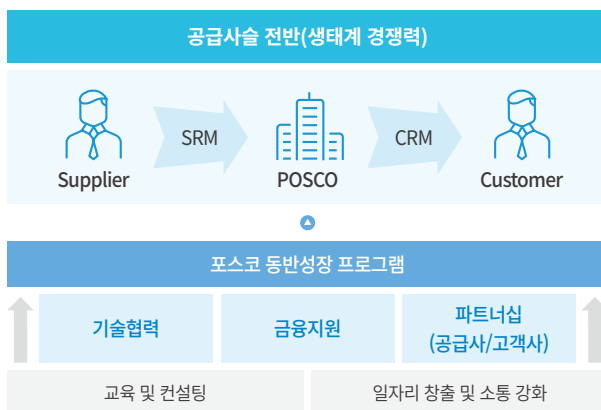 공급사슬 전반(생태계 경쟁력)
SRM
CRM
Supplier
POSCO
Customer
포스코 동반성장 프로그램
기술협력
금융지원
파트너십
(공급사/고객사)
교육 및 컨설팅
일자리 창출 및 소통 강화